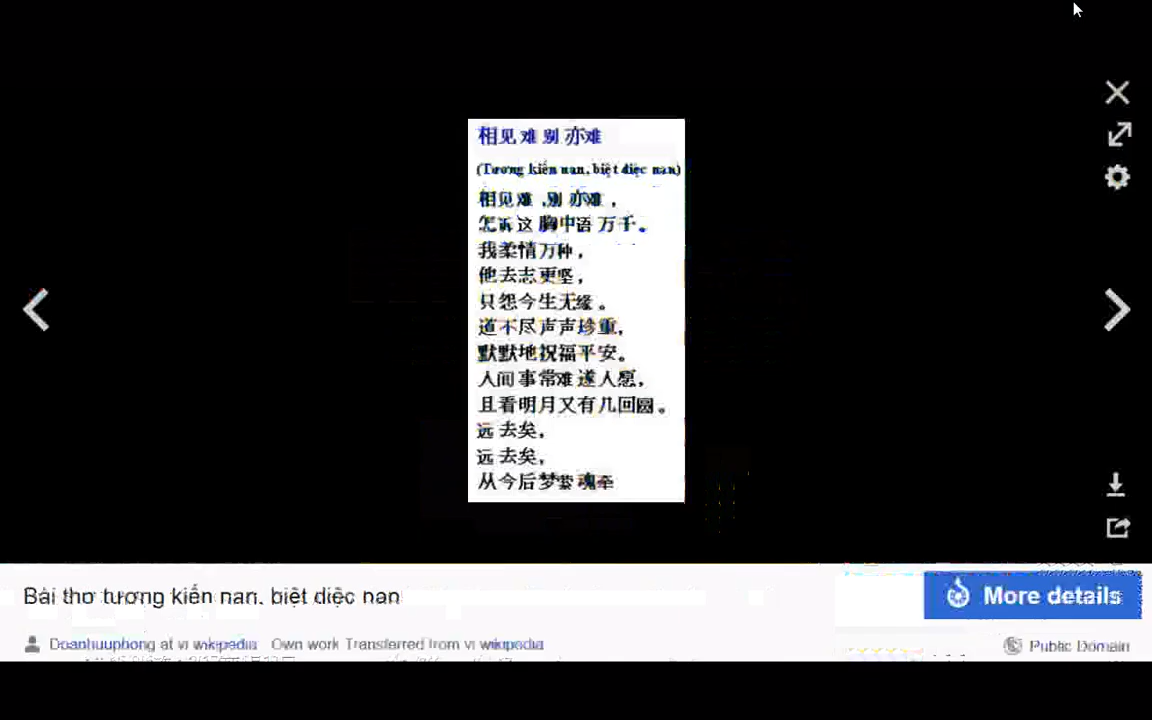 相见难别亦难
(Tương kiến nan, biệt diệc nan)
相见难,别亦难,
怎诉这胸中语万千。
我柔情万种,
他去志更坚,
只怨今生无缘。
道不尽声声珍重,
默默地祝福平安。
人间事常难遂人愿,
且看明月又有几回圆。
远去矣,
远去矣,
从今后梦萦魂牵
Bài thơ tương kiến nan, biệt diệc nan
More details
Doanhuuphong at vi wikipedia Own work Transferred from vi wikipedia
Public Domain